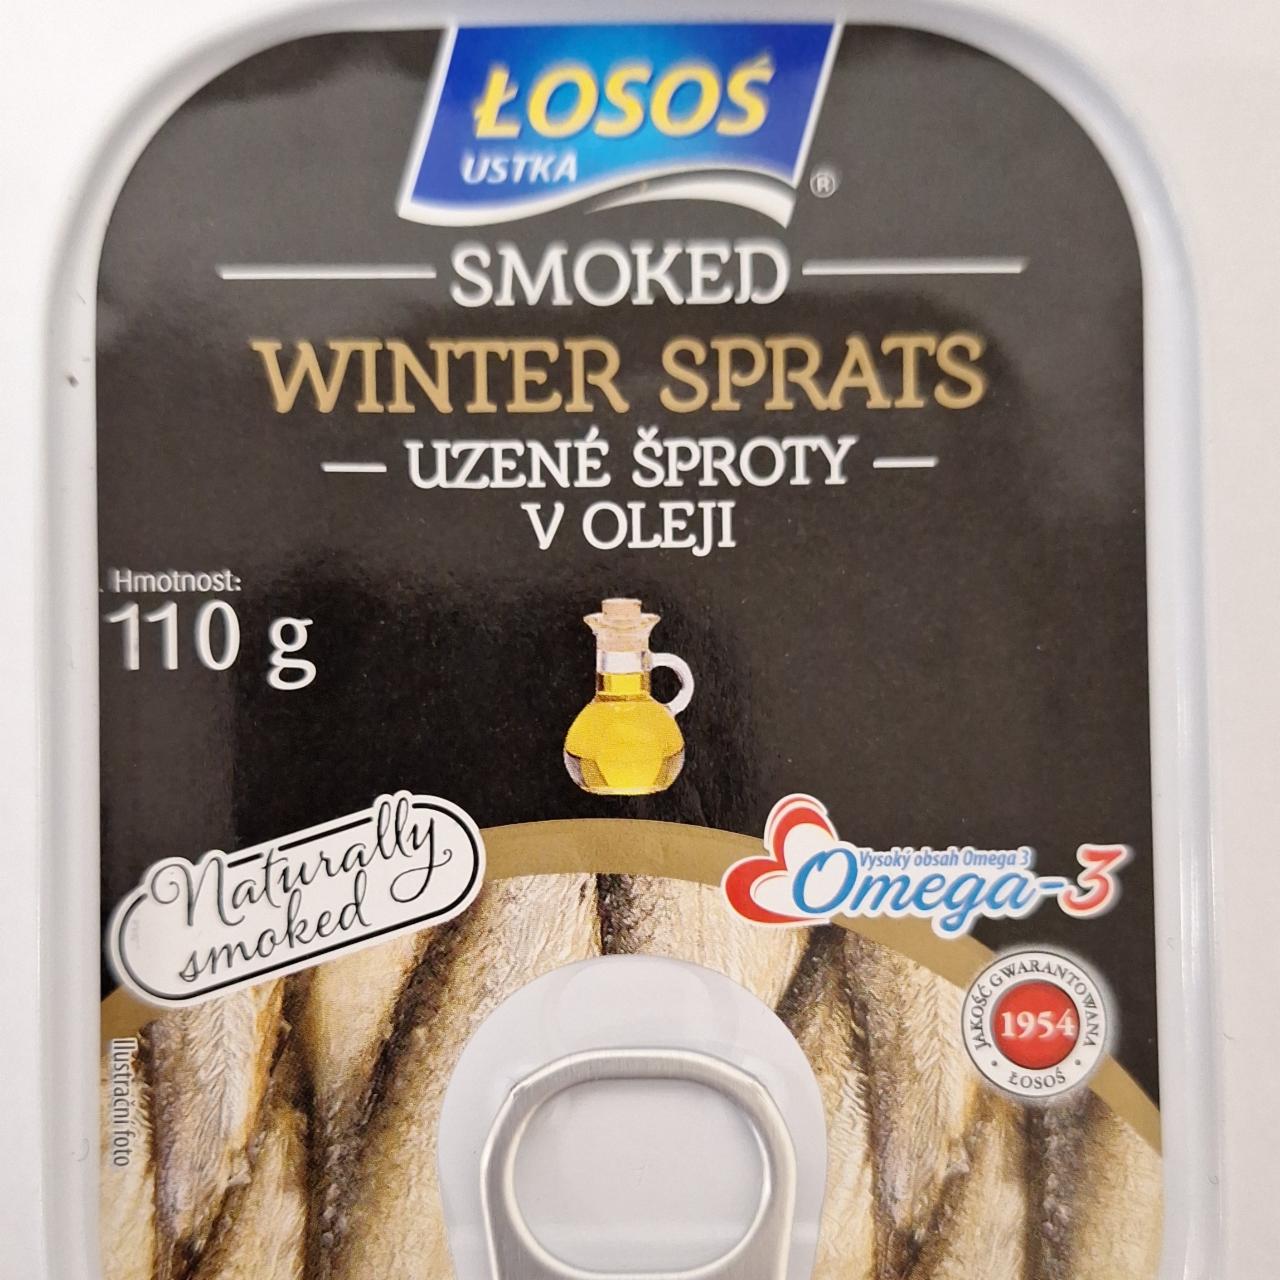 ŁOSOŚ
USTKA
®
SMOKED
WINTER SPRATS
UZENÉ ŠPROTY
V OLEJI
Hmotnost:
110 g
Naturally
smoked
Vysoký obsah Omega 3
Omega-3
JAKOŚĆ GWARANTOWANA
1954
• ŁOSOŚ •
Ilustrační foto